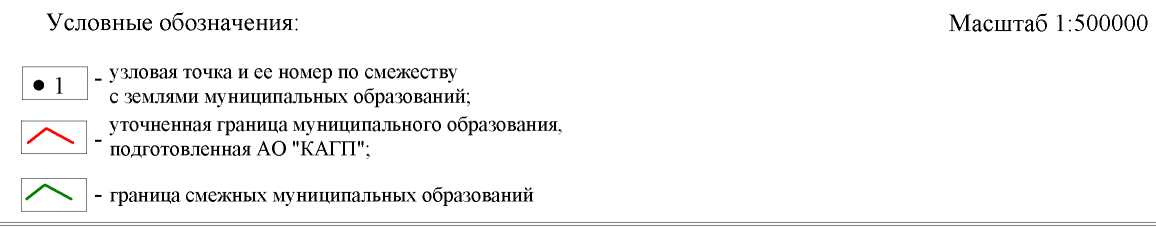 Условные обозначения:
Масштаб 1:500000
● 1 - узловая точка и ее номер по смежеству
с землями муниципальных образований;
- уточненная граница муниципального образования,
подготовленная АО "КАГП";
- граница смежных муниципальных образований